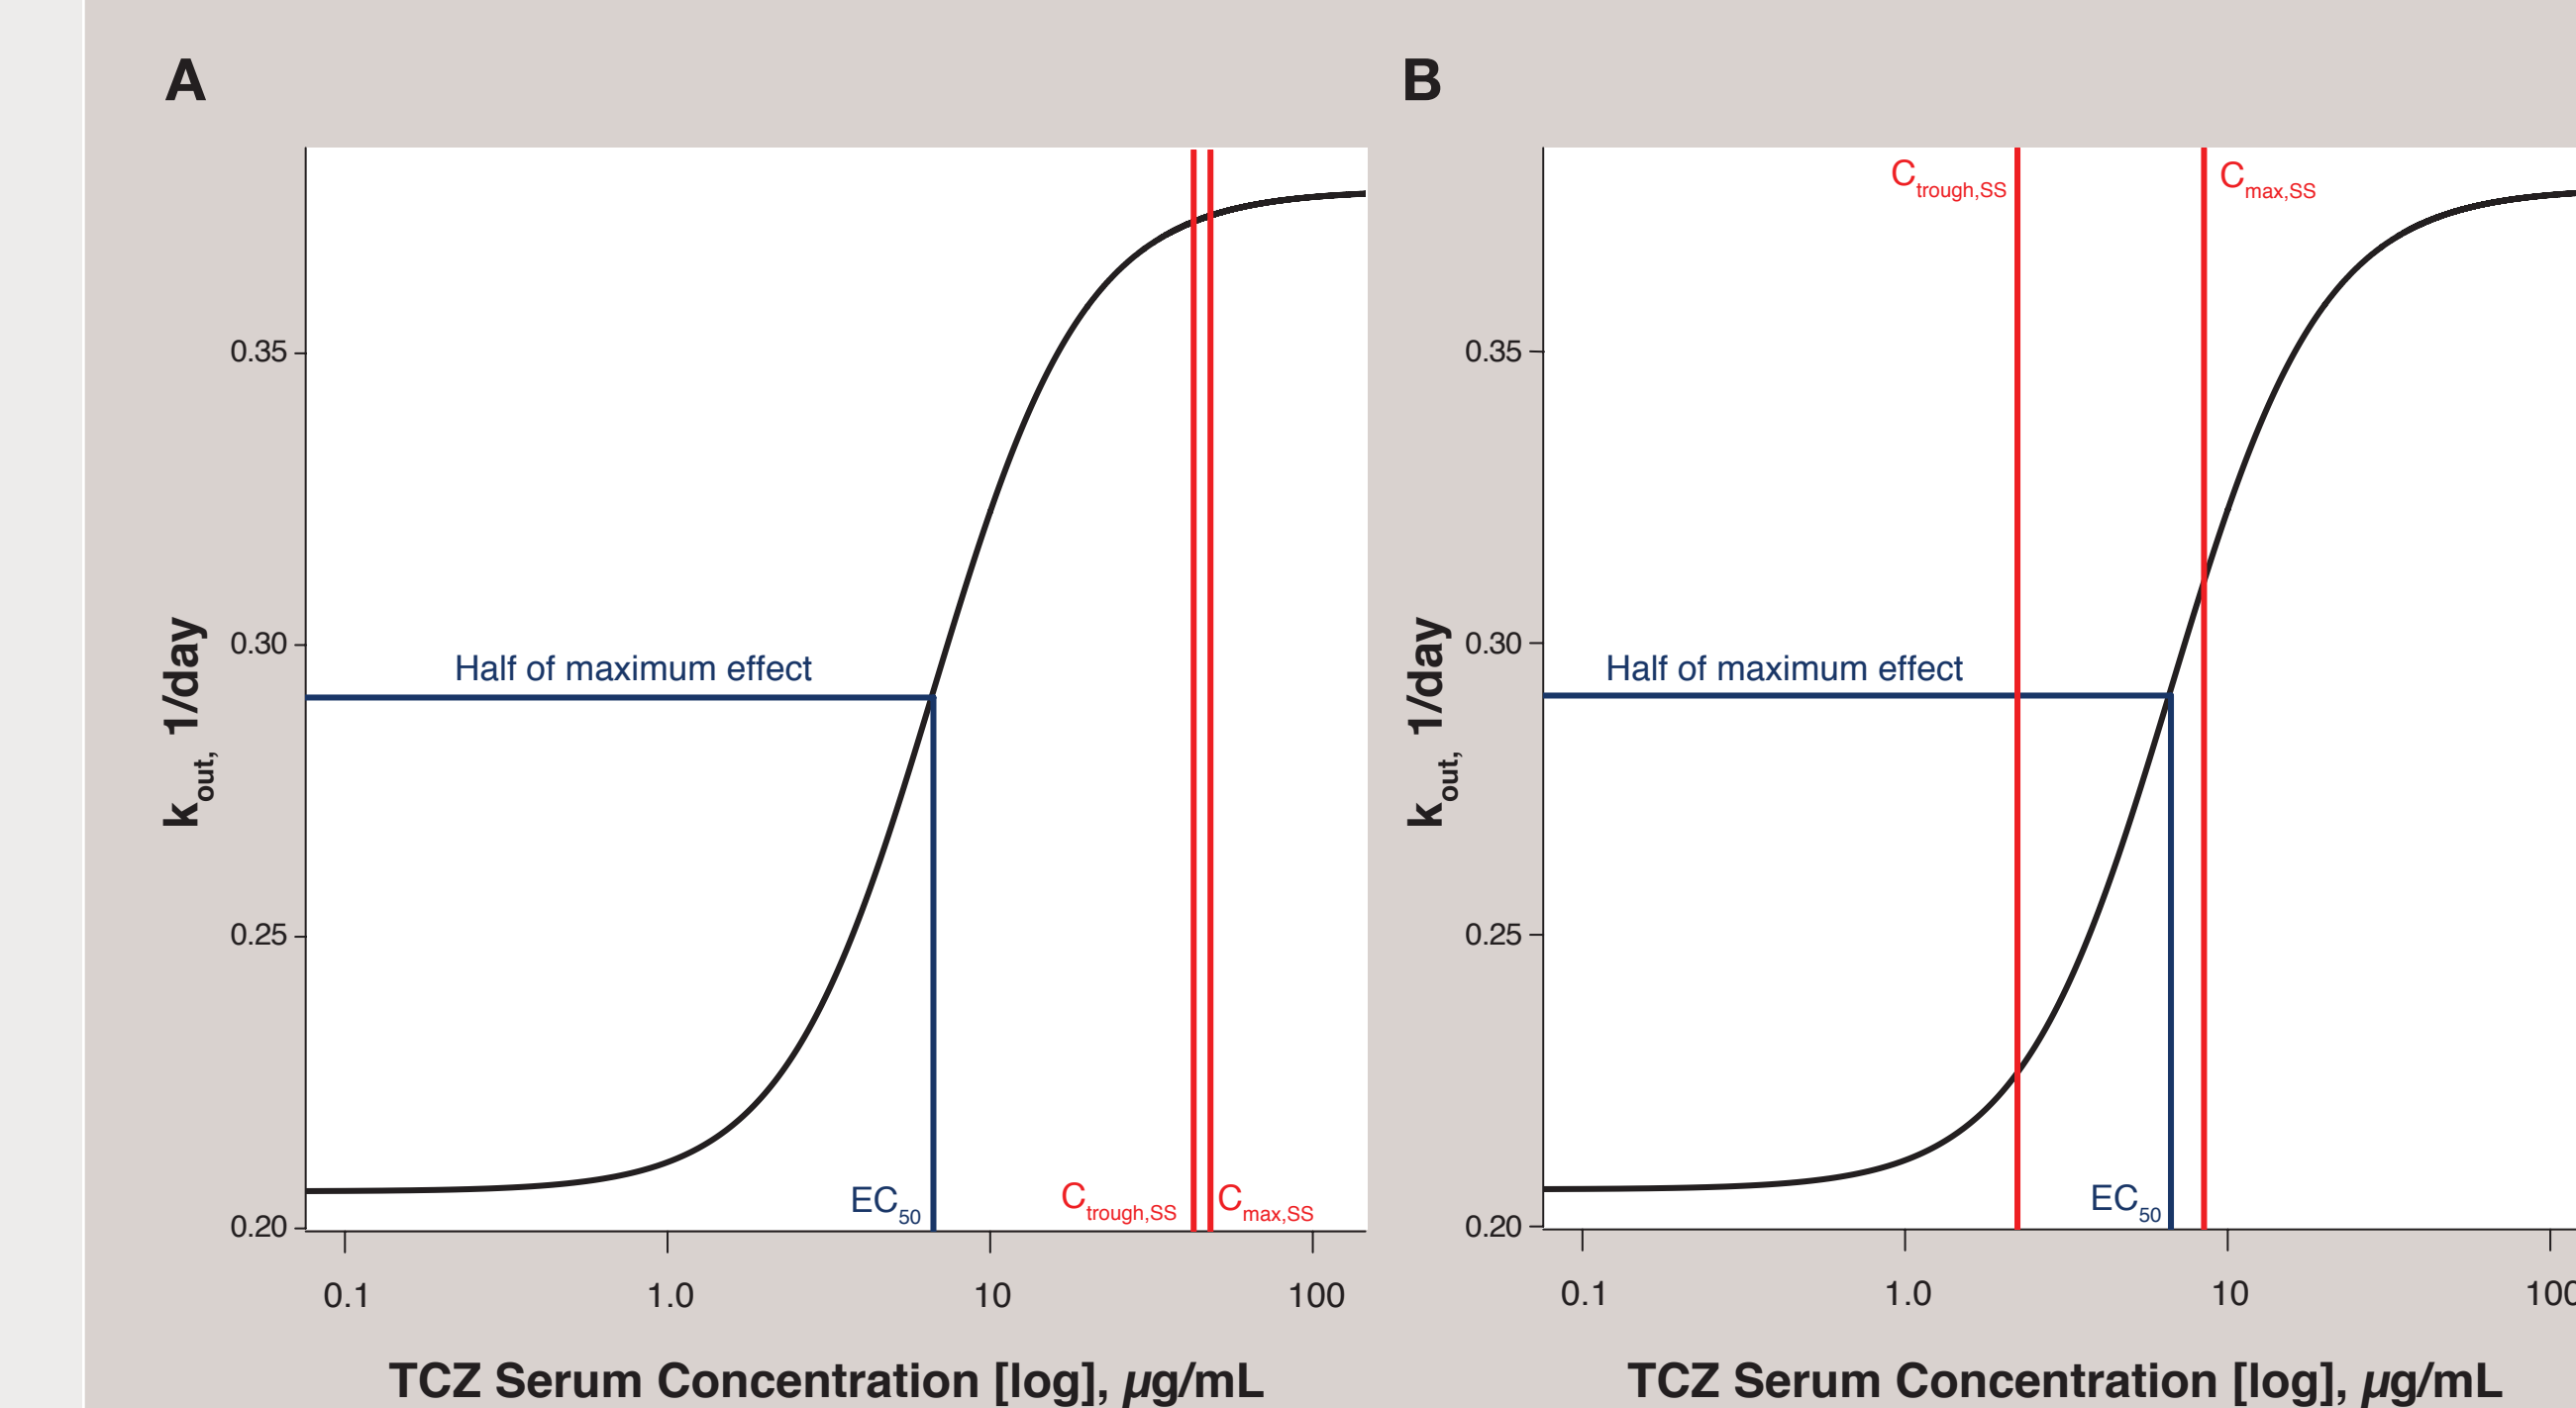 A
k out, 1/day
0.35
0.30
0.25
0.20
Half of maximum effect
EC50
Ctrough,SS
Cmax,SS
0.1 1.0 10 100
TCZ Serum Concentration [log], µg/mL
B
k out, 1/day
0.35
0.30
0.25
0.20
Ctrough,SS
Cmax,SS
Half of maximum effect
EC50
0.1 1.0 10 100
TCZ Serum Concentration [log], µg/mL